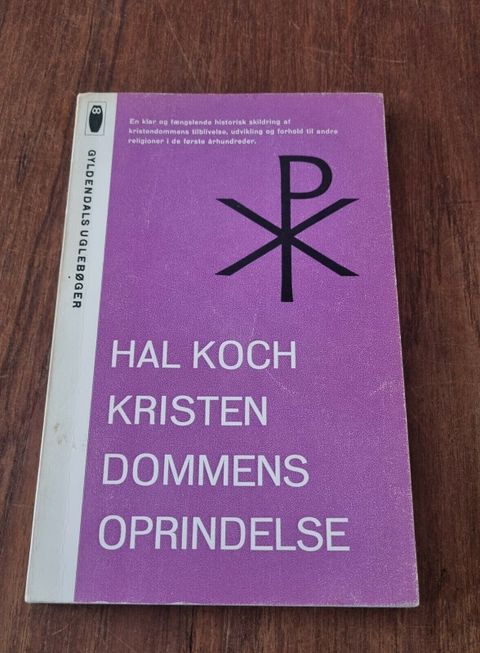 En klar og fængslende historisk skildring af
kristendommens tilblivelse, udvikling og forhold til andre
religioner i de første århundreder.
GYLDENDALS UGLEBØGER
HAL KOCH
KRISTEN
DOMMENS
OPRINDELSE